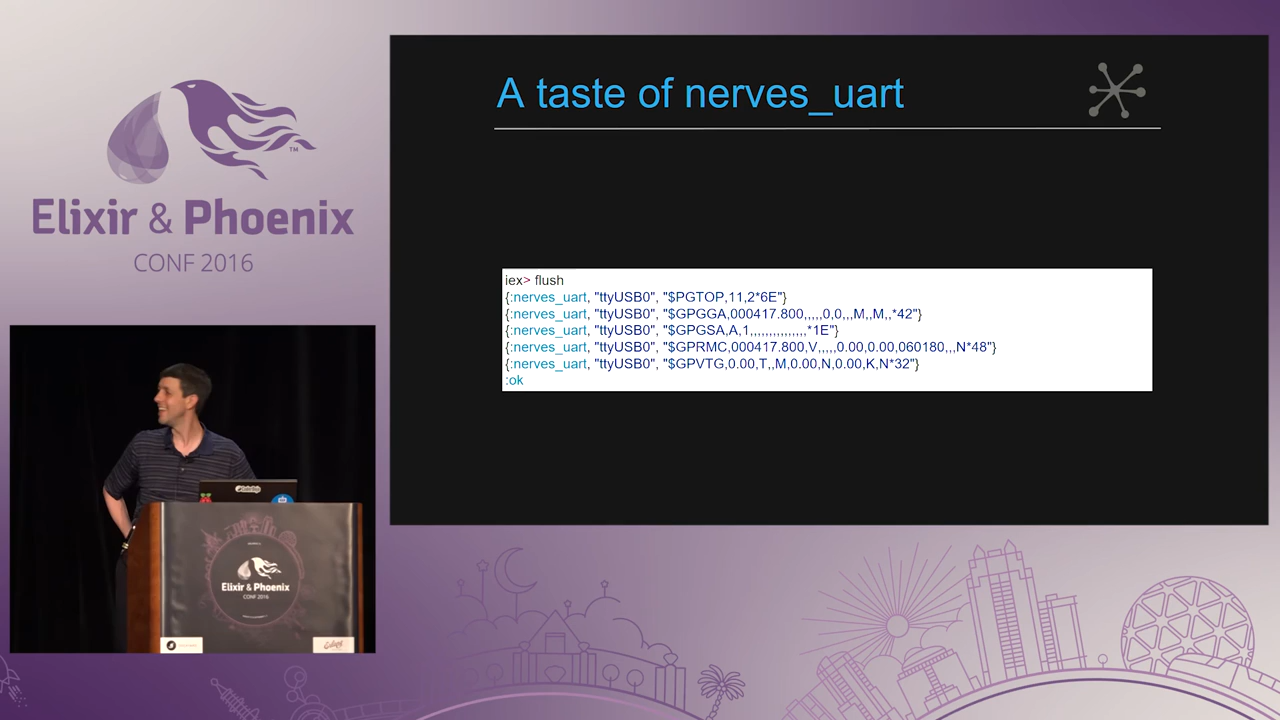 Elixir & Phoenix
TM
CONF 2016
A taste of nerves_uart
iex> flush
{:nerves_uart, "ttyUSB0", "$PGTOP,11,2*6E"}
{:nerves_uart, "ttyUSB0", "$GPGGA,000417.800,,,,,0,0,,,M,,M,,*42"}
{:nerves_uart, "ttyUSB0", "$GPGSA,A,1,,,,,,,,,,,,,,,*1E"}
{:nerves_uart, "ttyUSB0", "$GPRMC,000417.800,V,,,,,0.00,0.00,060180,,,N*48"}
{:nerves_uart, "ttyUSB0", "$GPVTG,0.00,T,,M,0.00,N,0.00,K,N*32"}
:ok
Elixir & Phoenix
CONF 2016